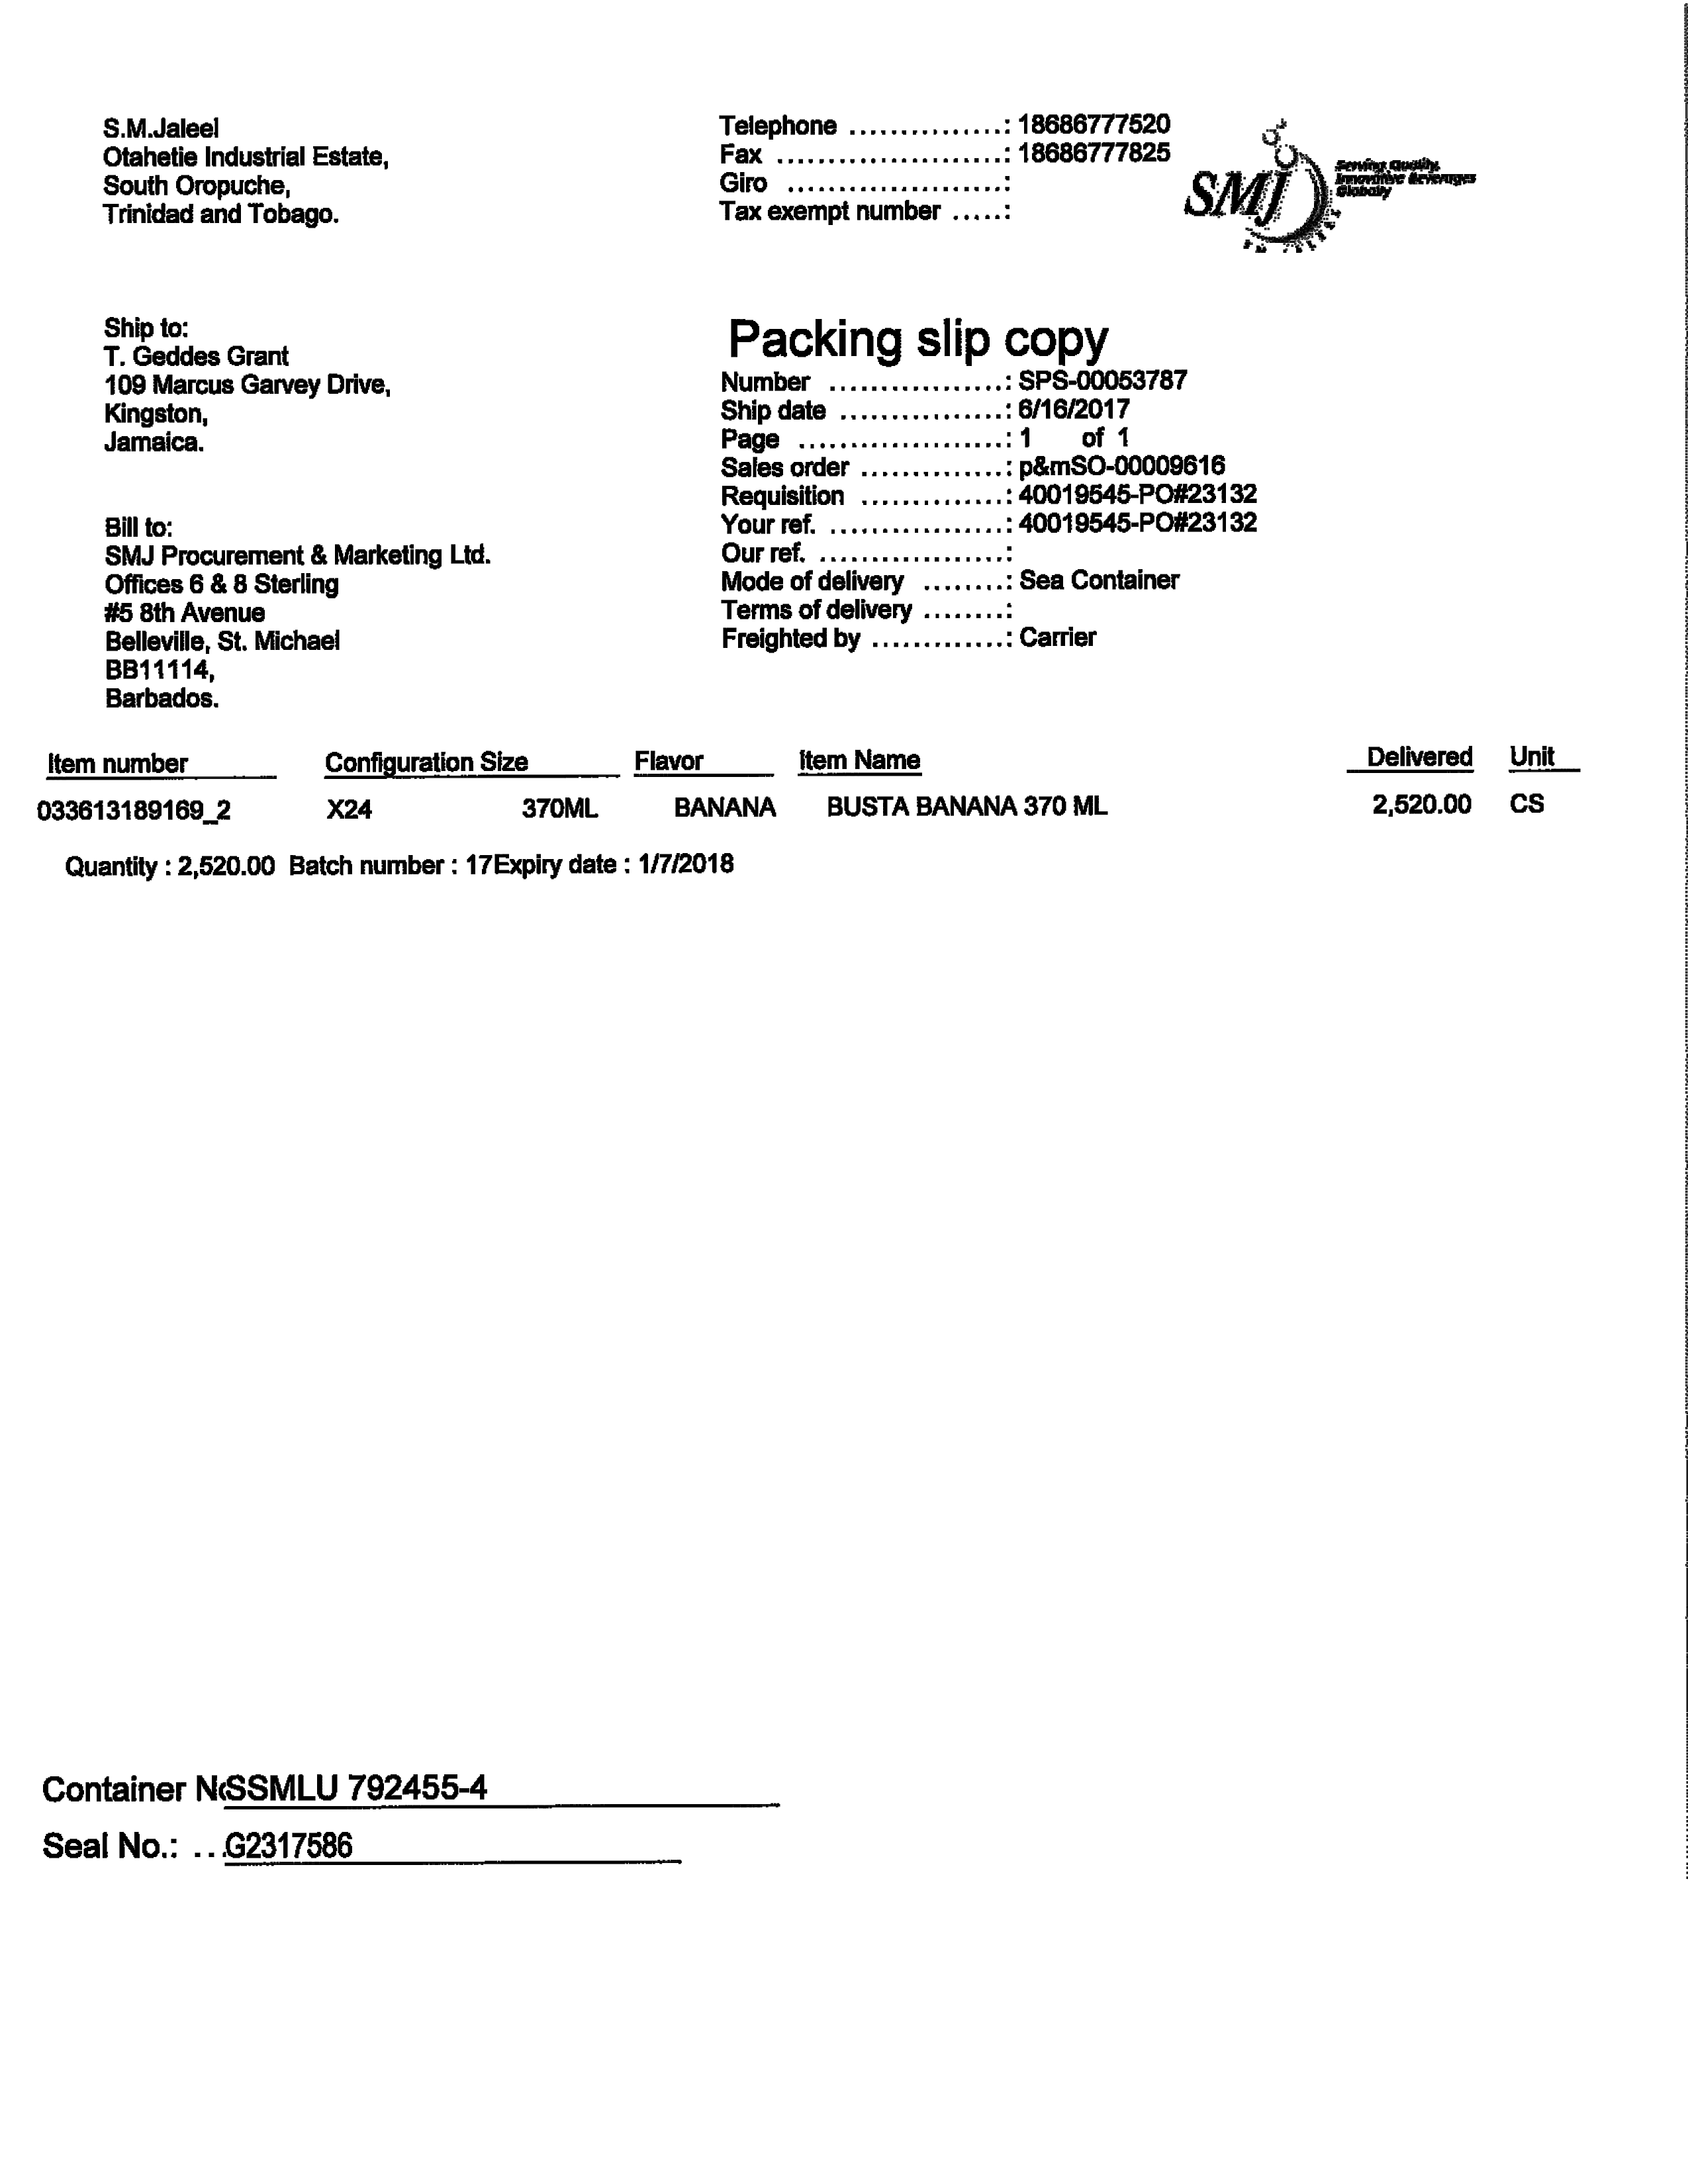 S.M.Jaleel
Otahetie Industrial Estate,
South Oropuche,
Trinidad and Tobago.
Telephone ...............: 18686777520
Fax ......................: 18686777825
Giro .....................:
Tax exempt number .....:
SMJ
Serving Quality,
Innovative Beverages
Globally
Ship to:
T. Geddes Grant
109 Marcus Garvey Drive,
Kingston,
Jamaica.
Bill to:
SMJ Procurement & Marketing Ltd.
Offices 6 & 8 Sterling
#5 8th Avenue
Belleville, St. Michael
BB11114,
Barbados.
Packing slip copy
Number .................: SPS-00053787
Ship date ................: 6/16/2017
Page ....................: 1 of 1
Sales order ..............: p&mSO-00009616
Requisition ..............: 40019545-PO#23132
Your ref. .................: 40019545-PO#23132
Our ref. ..................:
Mode of delivery ........: Sea Container
Terms of delivery ........:
Freighted by .............: Carrier
Item number Configuration Size Flavor Item Name Delivered Unit
033613189169_2 X24 370ML BANANA BUSTA BANANA 370 ML 2,520.00 CS
Quantity : 2,520.00 Batch number : 17Expiry date : 1/7/2018
Container NSSMLU 792455-4
Seal No.: ...G2317586